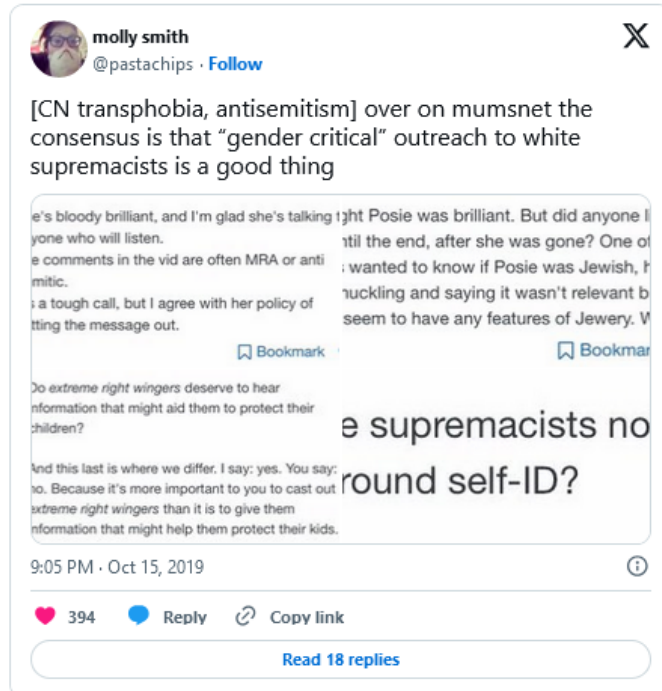 molly smith
@pastachips · Follow
[CN transphobia, antisemitism] over on mumsnet the
consensus is that “gender critical” outreach to white
supremacists is a good thing
e's bloody brilliant, and I'm glad she's talking
yone who will listen.
e comments in the vid are often MRA or anti
mitic.
a tough call, but I agree with her policy of
tting the message out.
Bookmark
Do extreme right wingers deserve to hear
nformation that might aid them to protect their
children?
And this last is where we differ. I say: yes. You say:
no. Because it's more important to you to cast out
extreme right wingers than it is to give them
nformation that might help them protect their kids.
ght Posie was brilliant. But did anyone
ntil the end, after she was gone? One of
wanted to know if Posie was Jewish,
huckling and saying it wasn't relevant b
seem to have any features of Jewery.
Bookmar
e supremacists no
round self-ID?
9:05 PM · Oct 15, 2019
394 Reply Copy link
Read 18 replies